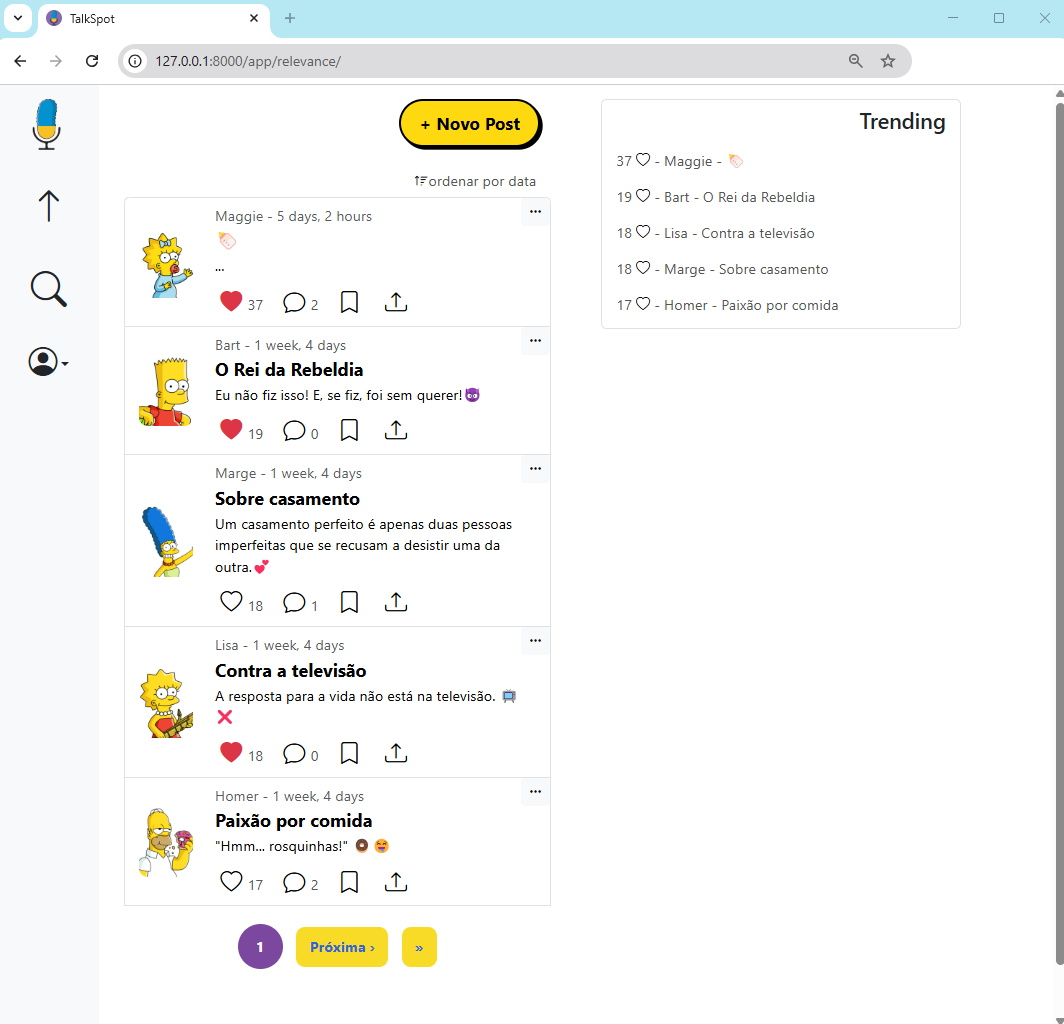 TalkSpot
127.0.0.1:8000/app/relevance/
+ Novo Post
ordenar por data
Maggie - 5 days, 2 hours
...
37 2
Bart - 1 week, 4 days
O Rei da Rebeldia
Eu não fiz isso! E, se fiz, foi sem querer!😈
19 0
Marge - 1 week, 4 days
Sobre casamento
Um casamento perfeito é apenas duas pessoas
imperfeitas que se recusam a desistir uma da
outra.💕
18 1
Lisa - 1 week, 4 days
Contra a televisão
A resposta para a vida não está na televisão. 📺
❌
18 0
Homer - 1 week, 4 days
Paixão por comida
"Hmm... rosquinhas!" 🍩 😋
17 2
1 Próxima › »
Trending
37 ♡ - Maggie - 🍼
19 ♡ - Bart - O Rei da Rebeldia
18 ♡ - Lisa - Contra a televisão
18 ♡ - Marge - Sobre casamento
17 ♡ - Homer - Paixão por comida